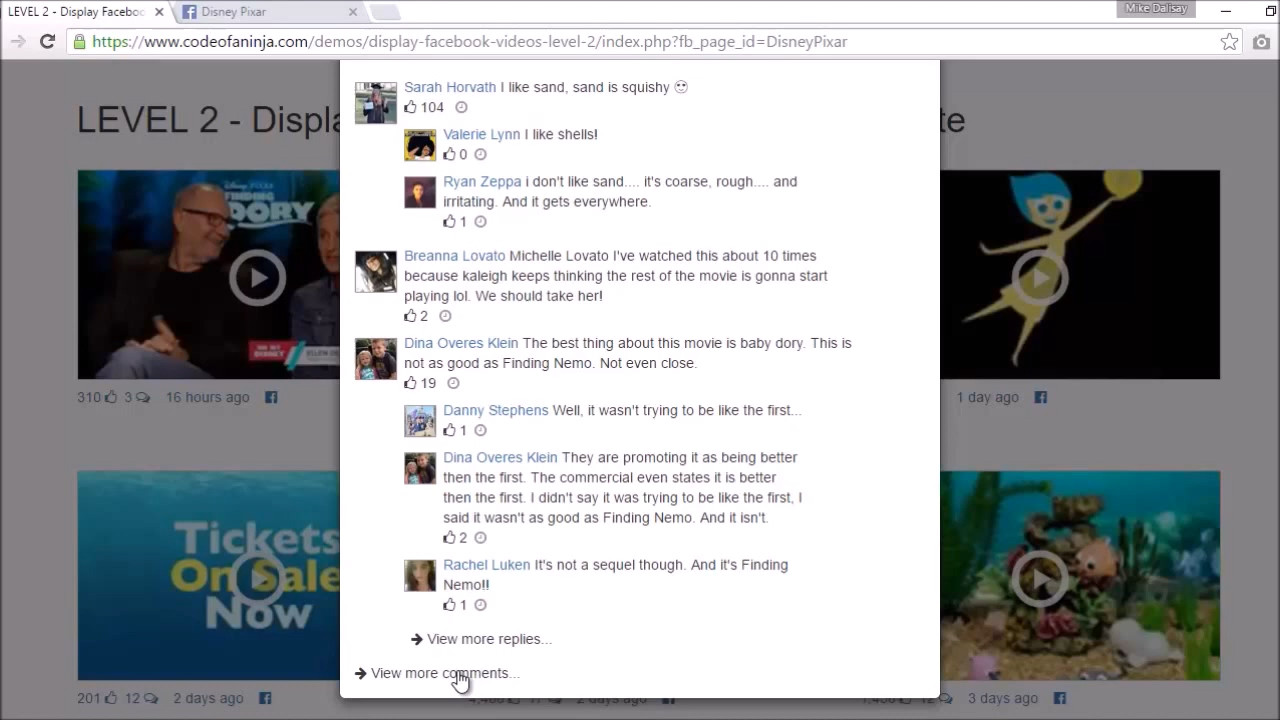 LEVEL 2 - Display Faceboo
Disney Pixar
Mike Dalisay
https://www.codeofaninja.com/demos/display-facebook-videos-level-2/index.php?fb_page_id=DisneyPixar
LEVEL 2 - Displ
te
Sarah Horvath I like sand, sand is squishy
104
Valerie Lynn I like shells!
0
Ryan Zeppa i don't like sand.... it's coarse, rough.... and
irritating. And it gets everywhere.
1
Breanna Lovato Michelle Lovato I've watched this about 10 times
because kaleigh keeps thinking the rest of the movie is gonna start
playing lol. We should take her!
2
Dina Overes Klein The best thing about this movie is baby dory. This is
not as good as Finding Nemo. Not even close.
19
Danny Stephens Well, it wasn't trying to be like the first...
1
Dina Overes Klein They are promoting it as being better
then the first. The commercial even states it is better
then the first. I didn't say it was trying to be like the first, I
said it wasn't as good as Finding Nemo. And it isn't.
2
Rachel Luken It's not a sequel though. And it's Finding
Nemo!!
1
View more replies...
View more comments...
FINDING
DORY
310 3 16 hours ago
1 day ago
Tickets
On Sale
Now
201 12 2 days ago
2 days ago
3 days ago